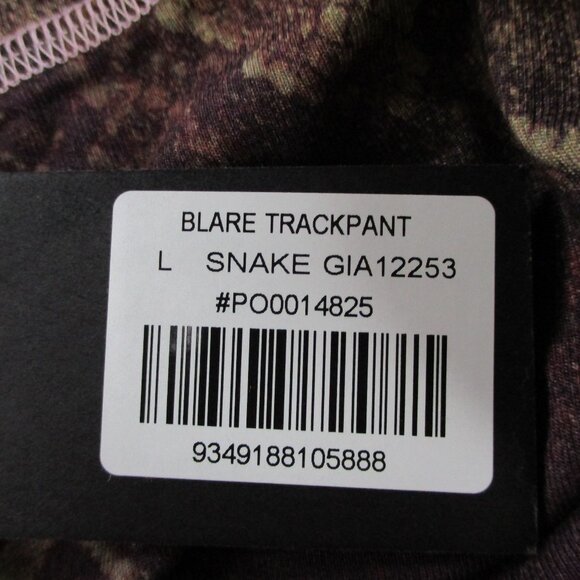 BLARE TRACKPANT
L SNAKE GIA12253
#PO0014825
9349188105888